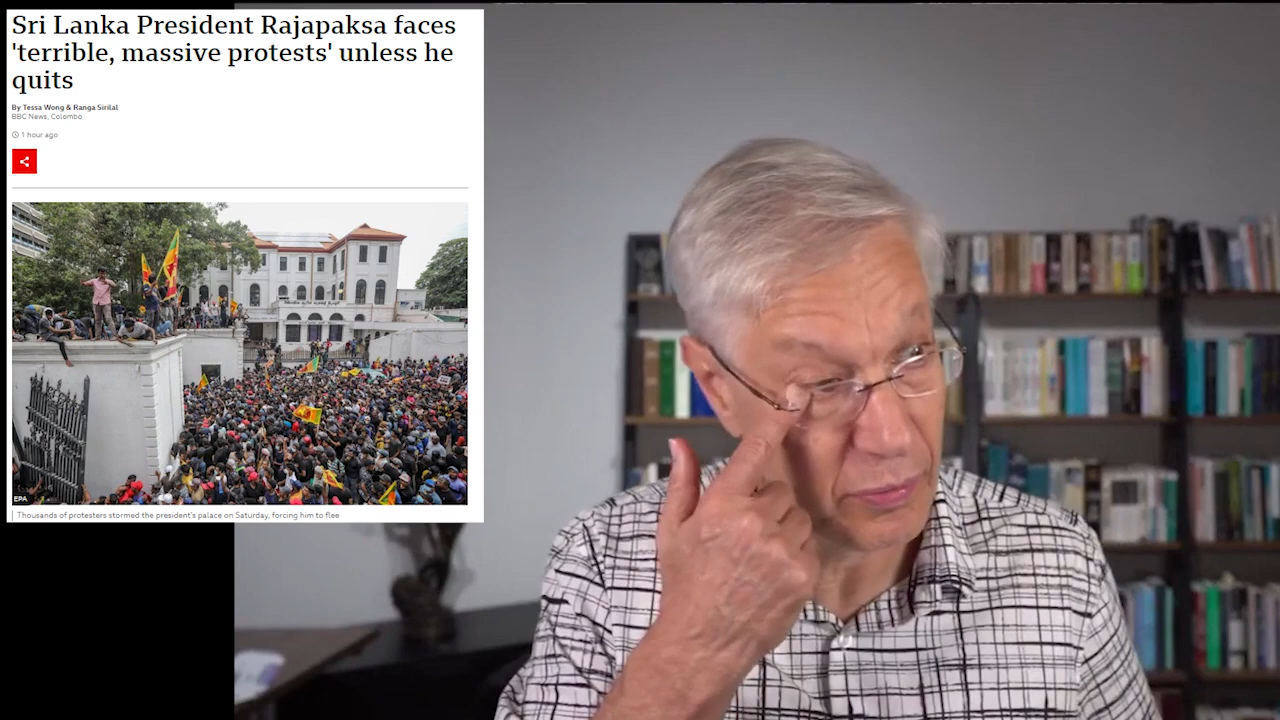 Sri Lanka President Rajapaksa faces
'terrible, massive protests' unless he
quits
By Tessa Wong & Ranga Sirilal
BBC News, Colombo
1 hour ago
EPA
Thousands of protesters stormed the president's palace on Saturday, forcing him to flee